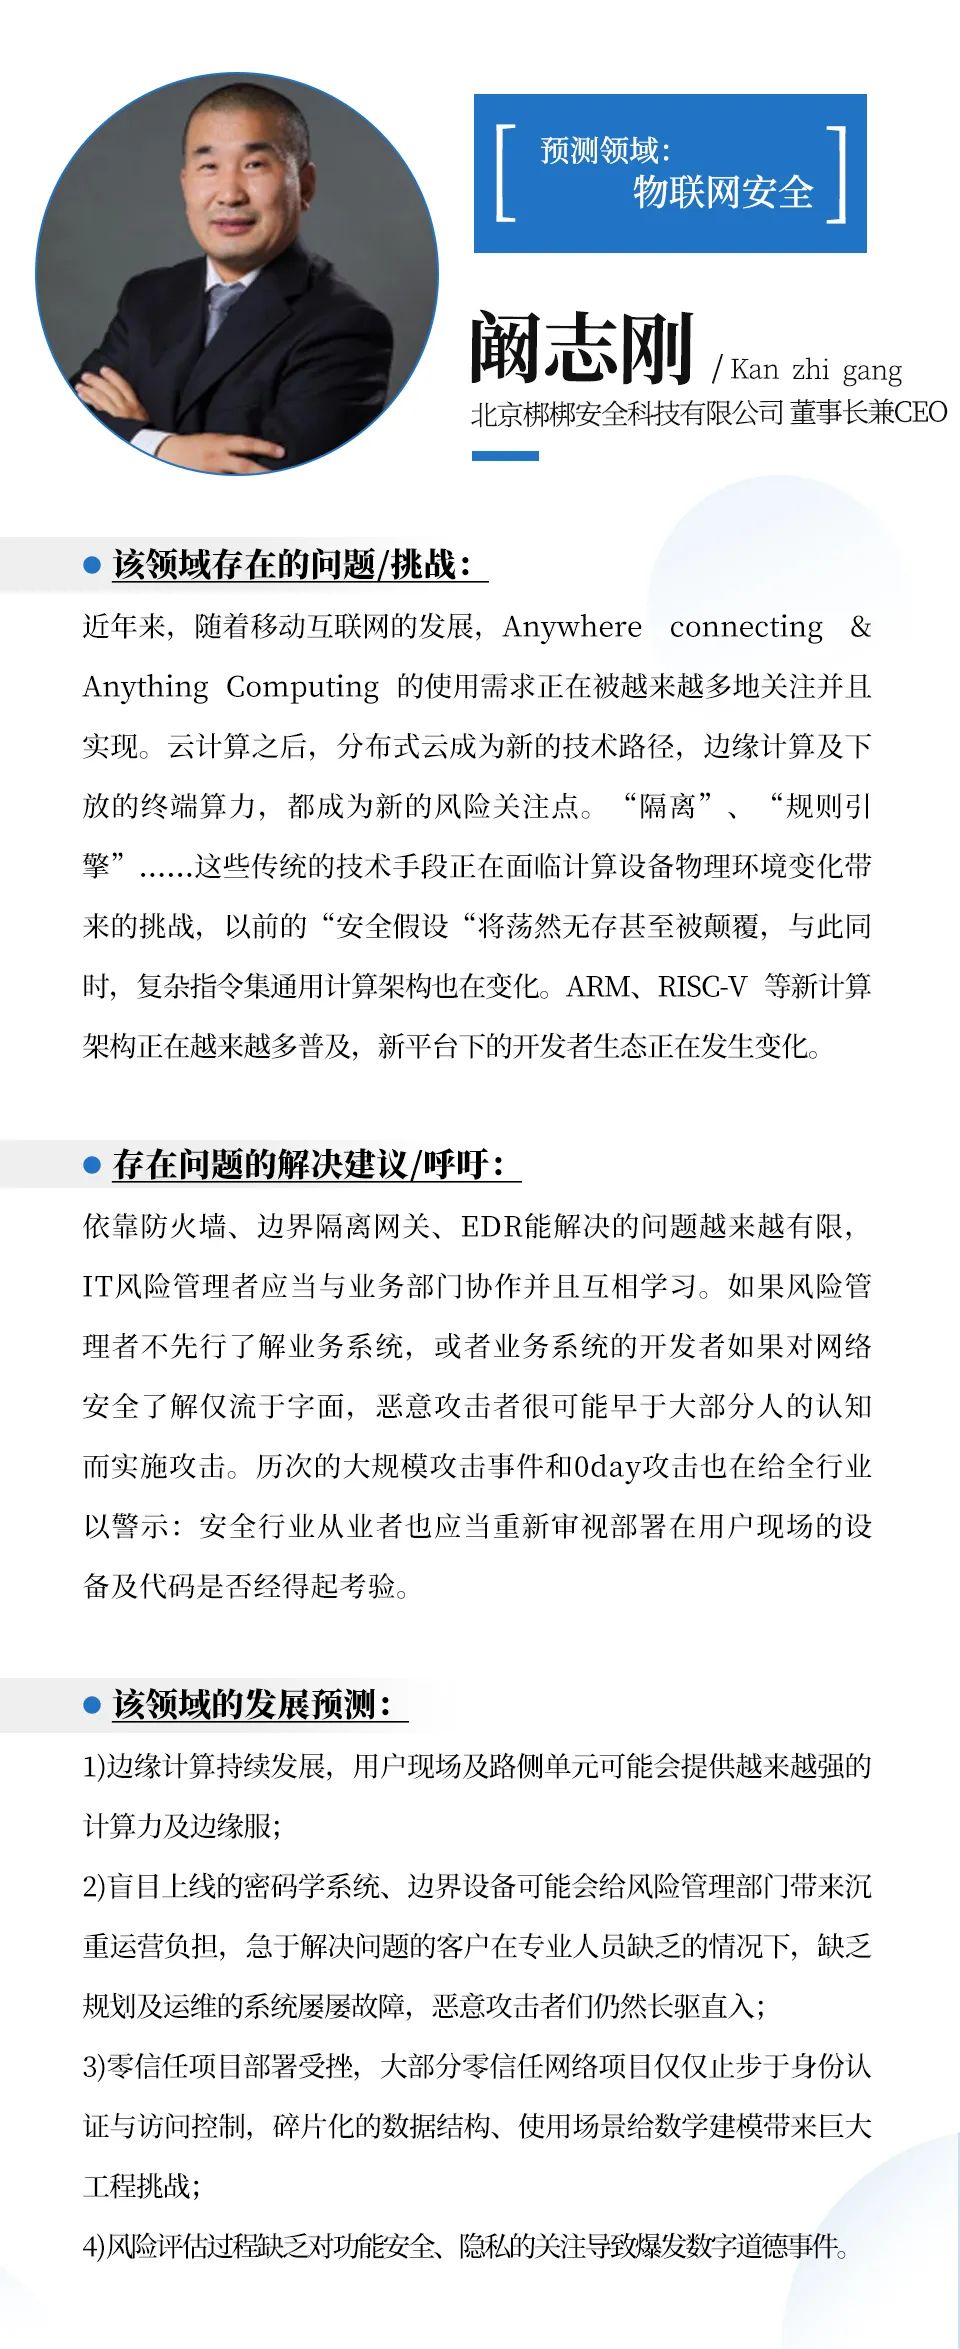 预测领域：
物联网安全
阚志刚 / Kan zhi gang
北京梆梆安全科技有限公司 董事长兼CEO
该领域存在的问题/挑战：
近年来，随着移动互联网的发展，Anywhere connecting &
Anything Computing 的使用需求正在被越来越多地关注并且
实现。云计算之后，分布式云成为新的技术路径，边缘计算及下
放的终端算力，都成为新的风险关注点。“隔离”、“规则引
擎”……这些传统的技术手段正在面临计算设备物理环境变化带
来的挑战，以前的“安全假设“将荡然无存甚至被颠覆，与此同
时，复杂指令集通用计算架构也在变化。ARM、RISC-V 等新计算
架构正在越来越多普及，新平台下的开发者生态正在发生变化。
存在问题的解决建议/呼吁：
依靠防火墙、边界隔离网关、EDR能解决的问题越来越有限，
IT风险管理者应当与业务部门协作并且互相学习。如果风险管
理者不先行了解业务系统，或者业务系统的开发者如果对网络
安全了解仅流于字面，恶意攻击者很可能早于大部分人的认知
而实施攻击。历次的大规模攻击事件和0day攻击也在给全行业
以警示：安全行业从业者也应当重新审视部署在用户现场的设
备及代码是否经得起考验。
该领域的发展预测：
1)边缘计算持续发展，用户现场及路侧单元可能会提供越来越强的
计算力及边缘服；
2)盲目上线的密码学系统、边界设备可能会给风险管理部门带来沉
重运营负担，急于解决问题的客户在专业人员缺乏的情况下，缺乏
规划及运维的系统屡屡故障，恶意攻击者们仍然长驱直入；
3)零信任项目部署受挫，大部分零信任网络项目仅仅止步于身份认
证与访问控制，碎片化的数据结构、使用场景给数学建模带来巨大
工程挑战；
4)风险评估过程缺乏对功能安全、隐私的关注导致爆发数字道德事件。